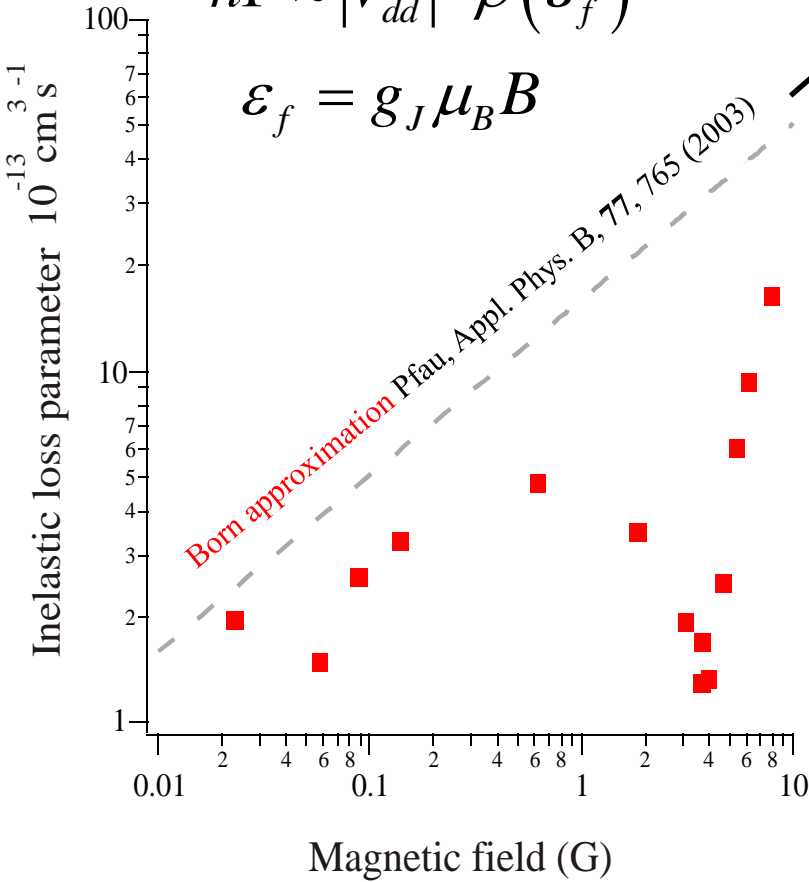 ε_f = g_J μ_B B
100
7
6
5
4
3
2
10
7
6
5
4
3
2
1
Inelastic loss parameter 10^-13 cm^3 s^-1
Born approximation Pfau, Appl. Phys. B, 77, 765 (2003)
2 4 6 8 2 4 6 8 2 4 6 8
0.01 0.1 1 10
Magnetic field (G)